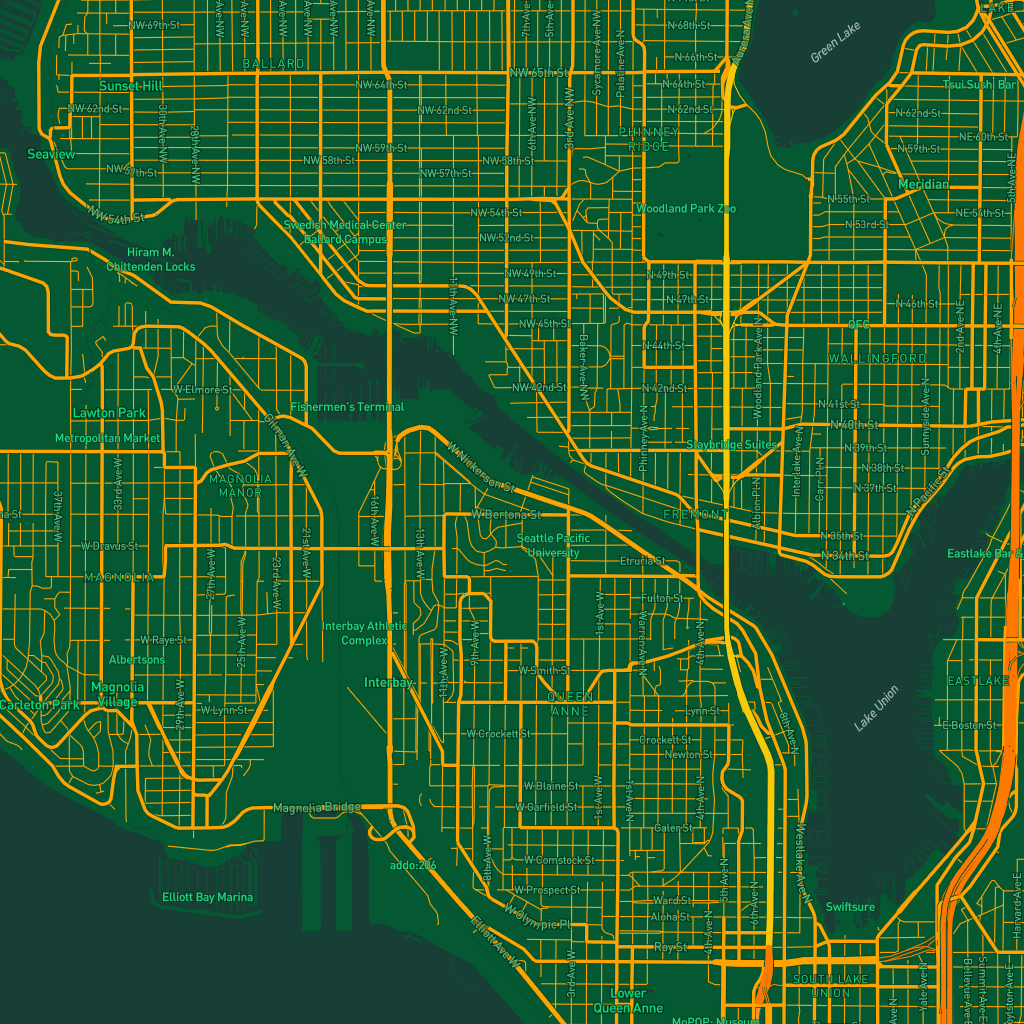 LAKE
NW 69th St
N 68th St
Green Lake
N 66th St
BALLARD
NW 65th St
Sunset Hill
NW 64th St
N 64th St
Tsui Sushi Bar
NW 62nd St
NW 62nd St
N 62nd St
N 62nd St
PHINNEY
RIDGE
NE 60th St
Seaview
NW 59th St
N 59th St
NW 58th St
NW 58th St
NW 57th St
NW 57th St
30th Ave NW
28th Ave NW
6th Ave NW
3rd Ave NW
7th Ave NW
5th Ave NW
Sycamore Ave NW
Palatine Ave N
Aurora Ave N
5th Ave NE
Meridian
NW 54th St
NW 54th St
Woodland Park Zoo
N 55th St
NE 54th St
Swedish Medical Center
Ballard Campus
N 53rd St
NW 52nd St
Hiram M.
Chittenden Locks
NW 49th St
N 49th St
11th Ave NW
NW 47th St
N 47th St
N 46th St
NW 45th St
QFC
2nd Ave NE
4th Ave NE
Baker Ave NW
N 44th St
Woodland Park Ave N
WALLINGFORD
W Elmore St
NW 42nd St
N 42nd St
Lawton Park
Fishermen's Terminal
N 41st St
Sunnyside Ave N
Metropolitan Market
Gilman Ave W
Phinney Ave N
N 40th St
Staybridge Suites
Interlake Ave N
N 39th St
37th Ave W
33rd Ave W
W Nickerson St
Carr Pl N
N 38th St
MAGNOLIA
MANOR
Albion Pl N
N 37th St
N Pacific St
16th Ave W
W Bertona St
FREMONT
21st Ave W
13th Ave W
Seattle Pacific
University
N 35th St
W Dravus St
N 34th St
Eastlake Bar &
Etruria St
MAGNOLIA
27th Ave W
23rd Ave W
1st Ave W
Fulton St
Interbay Athletic
Complex
Warren Ave N
4th Ave N
W Raye St
25th Ave W
9th Ave W
Albertsons
11th Ave W
W Smith St
Interbay
EASTLAKE
Magnolia
Village
QUEEN
ANNE
Carleton Park
29th Ave W
W Lynn St
Lynn St
8th Ave N
Lake Union
E Boston St
W Crockett St
Crockett St
Newton St
W Blaine St
1st Ave W
1st Ave N
4th Ave N
Magnolia Bridge
W Garfield St
Galer St
Westlake Ave N
addo:206
8th Ave W
W Comstock St
5th Ave N
Elliott Bay Marina
W Prospect St
6th Ave N
Ward St
Swiftsure
Harvard Ave E
W Olympic Pl
Aloha St
4th Ave N
Elliott Ave W
Roy St
3rd Ave W
SOUTH LAKE
UNION
Yale Ave N
Bellevue Ave E
Summit Ave E
Boylston Ave E
Lower
Queen Anne
MoPOP: Museum